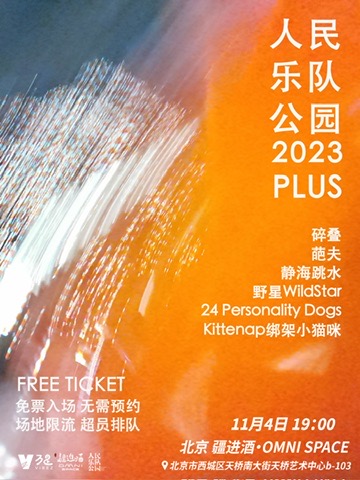 人民
乐队
公园
2023
PLUS
碎叠
葩夫
静海跳水
野星WildStar
24 Personality Dogs
Kittenap绑架小猫咪
FREE TICKET
免票入场 无需预约
场地限流 超员排队
11月4日 19:00
北京 疆进酒·OMNI SPACE
北京市西城区天桥南大街天桥艺术中心b-103